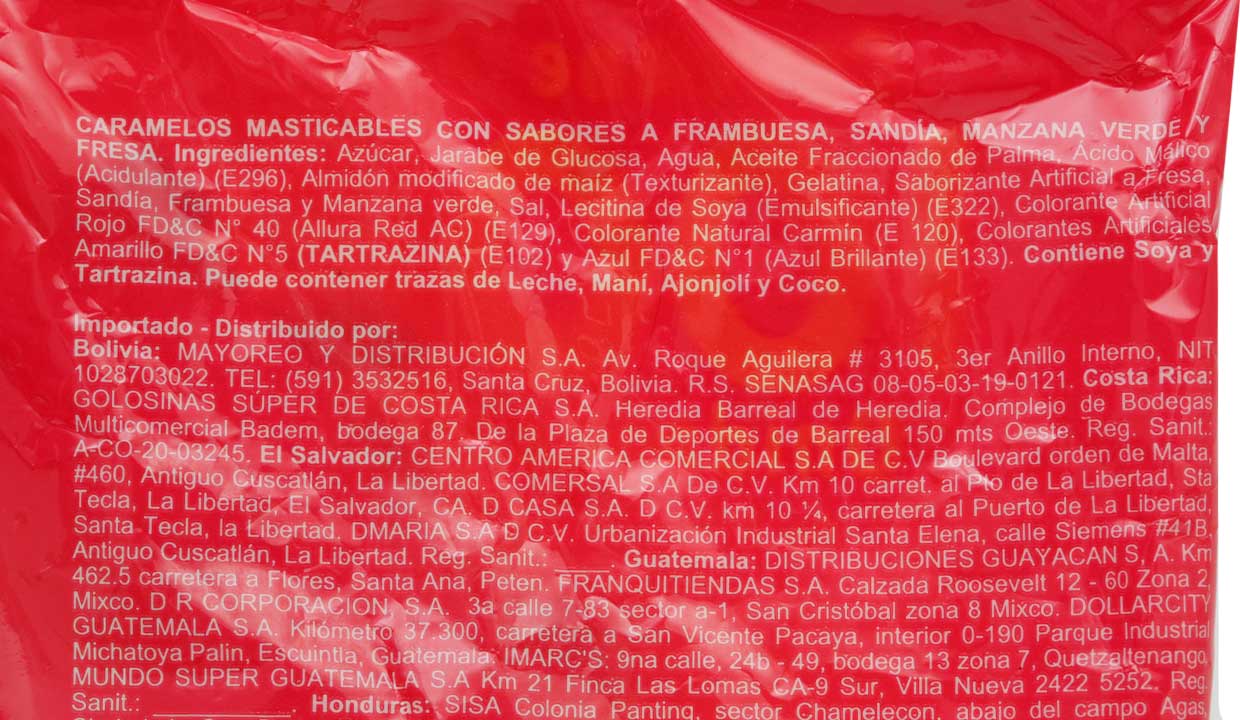 CARAMELOS MASTICABLES CON SABORES A FRAMBUESA, SANDÍA, MANZANA VERDE Y
FRESA. Ingredientes: Azúcar, Jarabe de Glucosa, Agua, Aceite Fraccionado de Palma, Ácido Málico
(Acidulante) (E296), Almidón modificado de maíz (Texturizante), Gelatina, Saborizante Artificial a Fresa,
Sandía, Frambuesa y Manzana verde, Sal, Lecitina de Soya (Emulsificante) (E322), Colorante Artificial
Rojo FD&C N° 40 (Allura Red AC) (E129), Colorante Natural Carmín (E 120), Colorantes Artificiales
Amarillo FD&C N°5 (TARTRAZINA) (E102) y Azul FD&C N°1 (Azul Brillante) (E133). Contiene Soya y
Tartrazina. Puede contener trazas de Leche, Maní, Ajonjolí y Coco.
Importado - Distribuido por:
Bolivia: MAYOREO Y DISTRIBUCIÓN S.A. Av. Roque Aguilera # 3105, 3er Anillo Interno, NIT
1028703022. TEL: (591) 3532516, Santa Cruz, Bolivia. R.S. SENASAG 08-05-03-19-0121. Costa Rica:
GOLOSINAS SÚPER DE COSTA RICA S.A. Heredia Barreal de Heredia. Complejo de Bodegas
Multicomercial Badem, bodega 87. De la Plaza de Deportes de Barreal 150 mts Oeste. Reg. Sanit.:
A-CO-20-03245. El Salvador: CENTRO AMERICA COMERCIAL S.A DE C.V Boulevard orden de Malta,
#460, Antiguo Cuscatlán, La Libertad. COMERSAL S.A De C.V. Km 10 carret. al Pto de La Libertad, Sta
Tecla, La Libertad, El Salvador, CA. D CASA S.A. D C.V. km 10 ¼, carretera al Puerto de La Libertad,
Santa Tecla, la Libertad. DMARIA S.A D C.V. Urbanización Industrial Santa Elena, calle Siemens #41B,
Antiguo Cuscatlán, La Libertad. Reg. Sanit.: ______. Guatemala: DISTRIBUCIONES GUAYACAN S, A. Km
462.5 carretera a Flores, Santa Ana, Peten. FRANQUITIENDAS S.A. Calzada Roosevelt 12 - 60 Zona 2,
Mixco. D R CORPORACION, S.A. 3a calle 7-83 sector a-1, San Cristóbal zona 8 Mixco. DOLLARCITY
GUATEMALA S.A. Kilómetro 37.300, carretera a San Vicente Pacaya, interior 0-190 Parque Industrial
Michatoya Palin, Escuintla, Guatemala. IMARC'S: 9na calle, 24b - 49, bodega 13 zona 7, Quetzaltenango,
MUNDO SUPER GUATEMALA S.A Km 21 Finca Las Lomas CA-9 Sur, Villa Nueva 2422 5252. Reg.
Sanit.: ____________. Honduras: SISA Colonia Panting, sector Chamelecon, abajo del campo Agas,